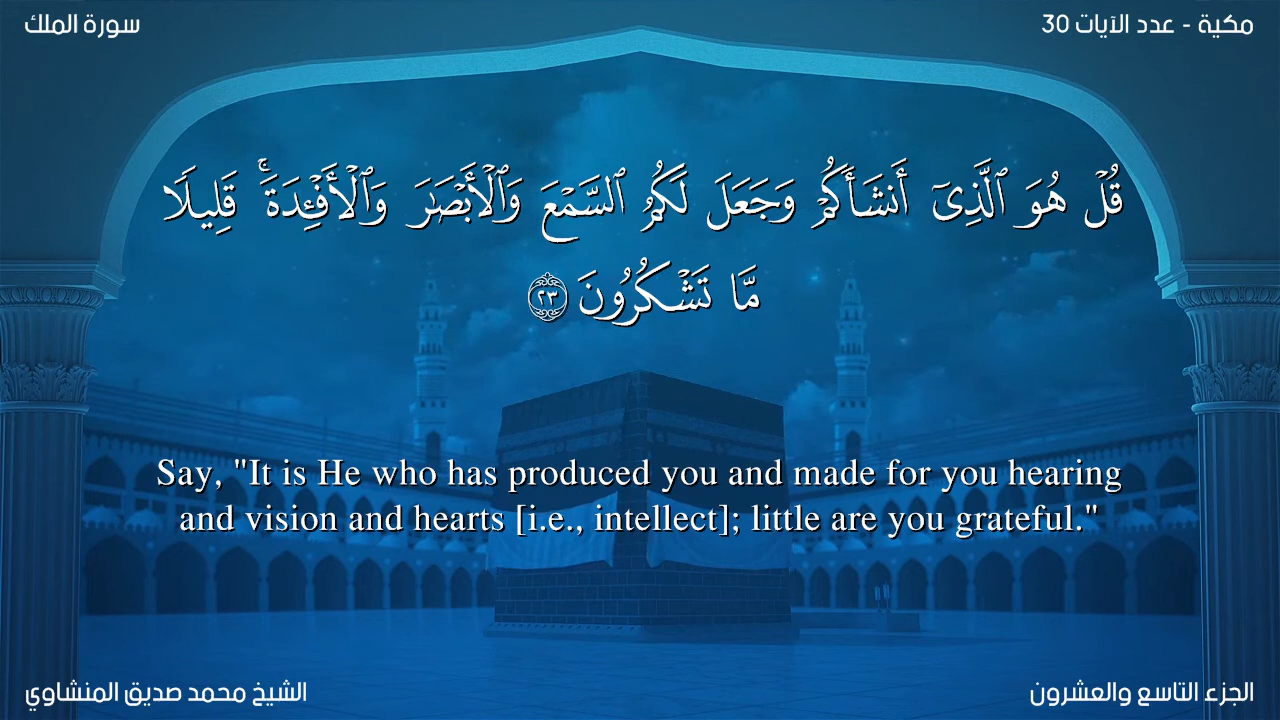 مكية - عدد الآيات 30
سورة الملك
قُلْ هُوَ ٱلَّذِىٓ أَنشَأَكُمْ وَجَعَلَ لَكُمُ ٱلسَّمْعَ وَٱلْأَبْصَٰرَ وَٱلْأَفْـِٔدَةَ ۖ قَلِيلًا
مَّا تَشْكُرُونَ ٢٣
Say, "It is He who has produced you and made for you hearing
and vision and hearts [i.e., intellect]; little are you grateful."
الجزء التاسع والعشرون
الشيخ محمد صديق المنشاوي